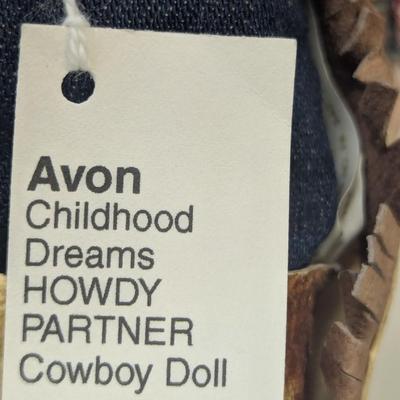 Avon
Childhood
Dreams
HOWDY
PARTNER
Cowboy Doll